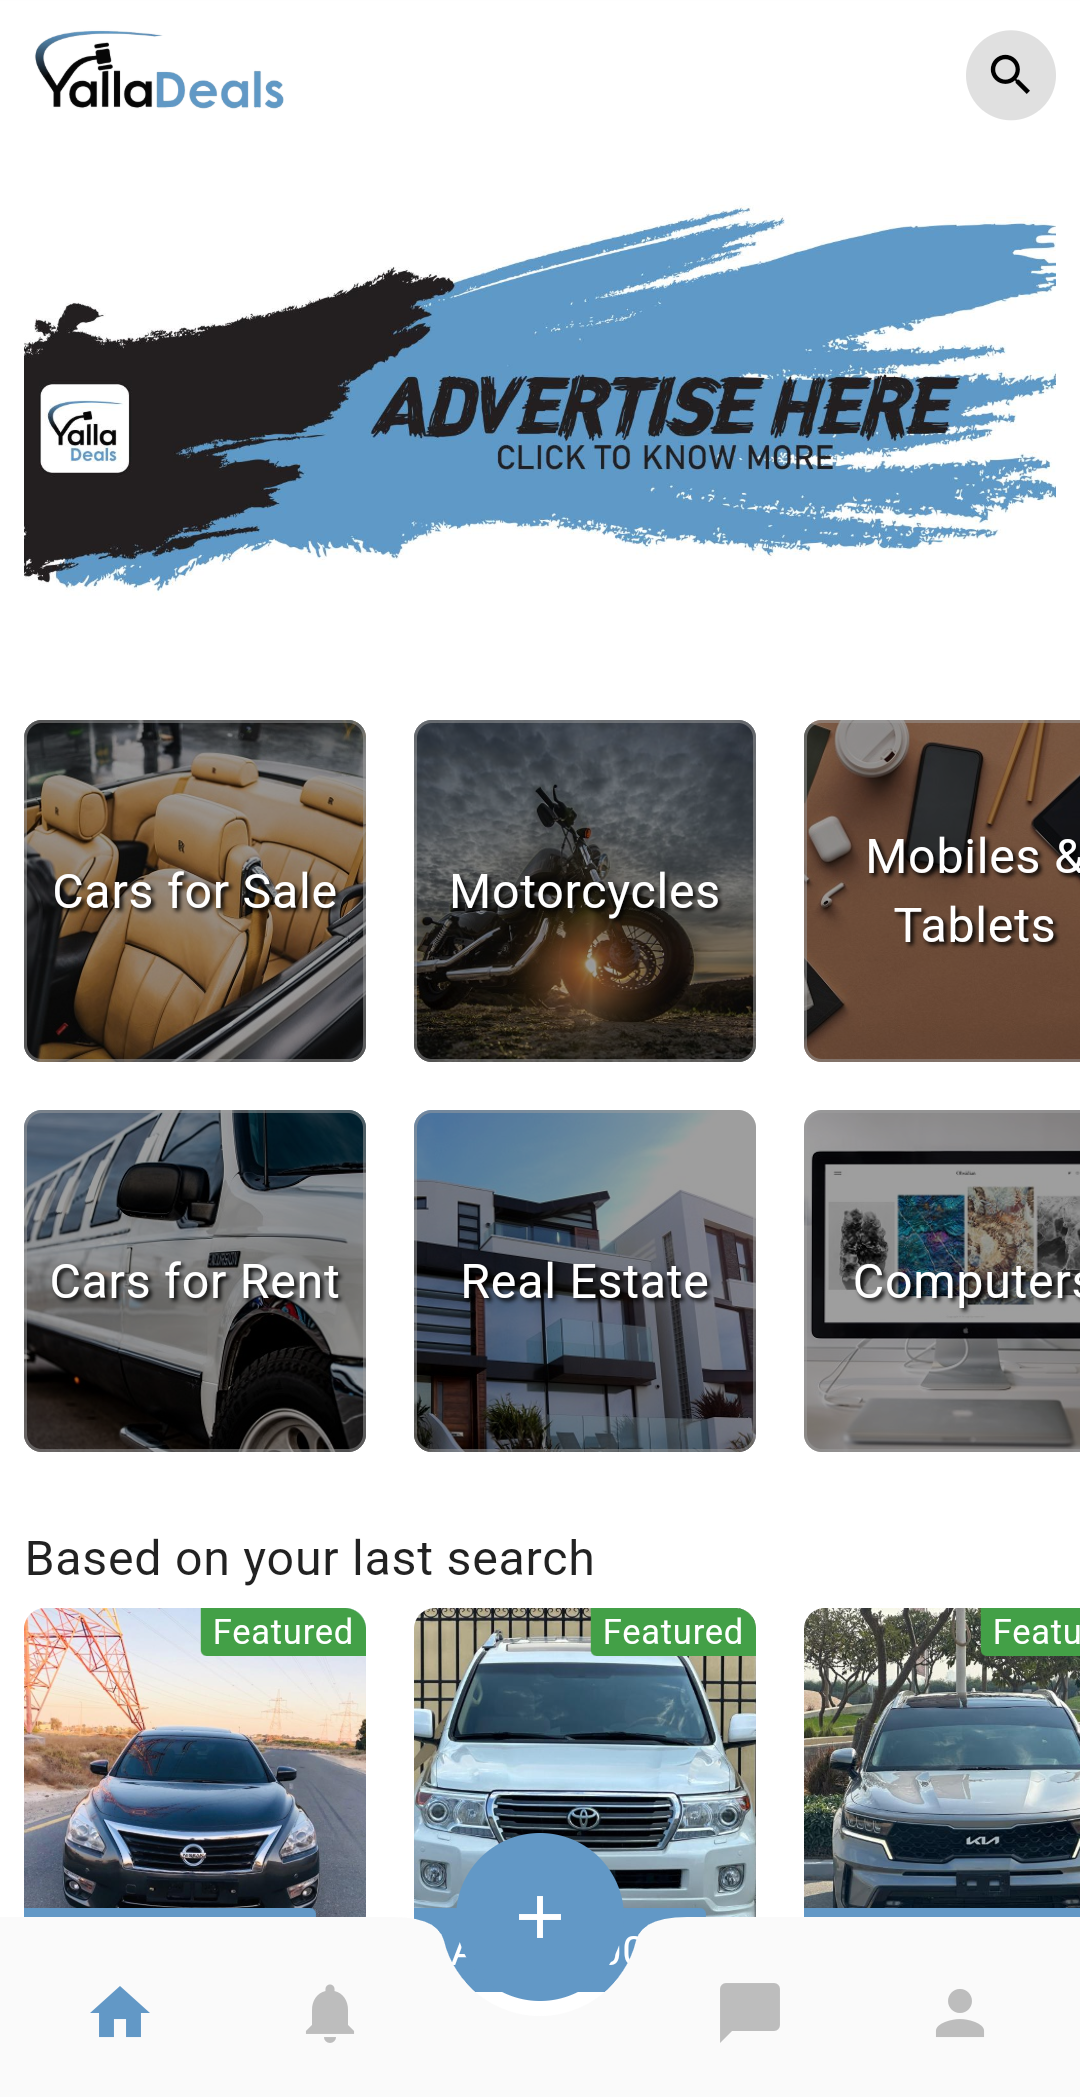 YallaDeals
Yalla
Deals
ADVERTISE HERE
CLICK TO KNOW MORE
Cars for Sale
Motorcycles
Mobiles &
Tablets
Cars for Rent
Real Estate
Computers
Based on your last search
Featured
Featured
Featu